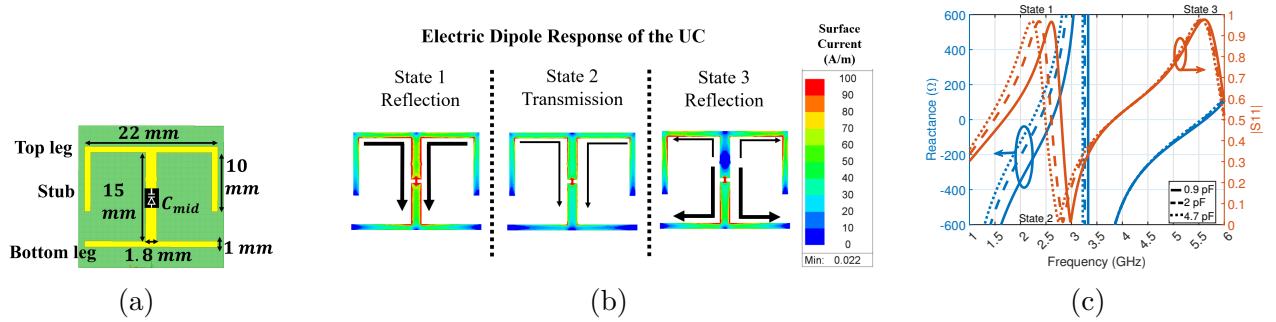 22 mm
Top leg
10
mm
Stub
15
mm
C_mid
Bottom leg
1 mm
1.8 mm
(a)
Electric Dipole Response of the UC
State 1
Reflection
State 2
Transmission
State 3
Reflection
Surface
Current
(A/m)
100
90
80
70
60
50
40
30
20
10
0
Min: 0.022
(b)
State 1
State 3
600
400
200
0
-200
-400
-600
Reactance (Ω)
1
0.9
0.8
0.7
0.6
0.5
0.4
0.3
0.2
0.1
0
|S11|
0.9 pF
2 pF
4.7 pF
State 2
1
1.5
2
2.5
3
3.5
4
4.5
5
5.5
6
Frequency (GHz)
(c)